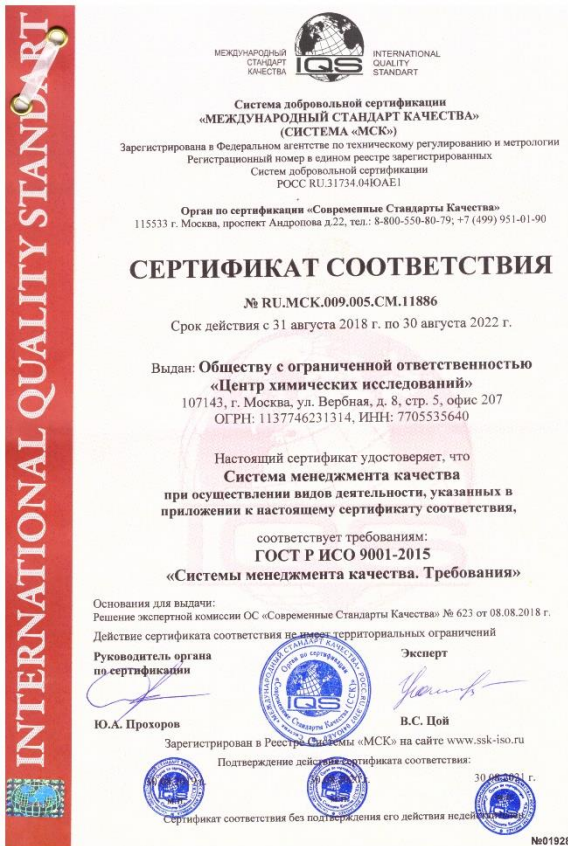 INTERNATIONAL QUALITY STANDART
МЕЖДУНАРОДНЫЙ
СТАНДАРТ
КАЧЕСТВА
IQS
INTERNATIONAL
QUALITY
STANDART
Система добровольной сертификации
«МЕЖДУНАРОДНЫЙ СТАНДАРТ КАЧЕСТВА»
(СИСТЕМА «МСК»)
Зарегистрирована в Федеральном агентстве по техническому регулированию и метрологии
Регистрационный номер в едином реестре зарегистрированных
Систем добровольной сертификации
РОСС RU.31734.04ЮАЕ1
Орган по сертификации «Современные Стандарты Качества»
115533 г. Москва, проспект Андропова д.22, тел.: 8-800-550-80-79; +7 (499) 951-01-90
СЕРТИФИКАТ СООТВЕТСТВИЯ
№ RU.МСК.009.005.СМ.11886
Срок действия с 31 августа 2018 г. по 30 августа 2022 г.
Выдан: Обществу с ограниченной ответственностью
«Центр химических исследований»
107143, г. Москва, ул. Вербная, д. 8, стр. 5, офис 207
ОГРН: 1137746231314, ИНН: 7705535640
Настоящий сертификат удостоверяет, что
Система менеджмента качества
при осуществлении видов деятельности, указанных в
приложении к настоящему сертификату соответствия,
соответствует требованиям:
ГОСТ Р ИСО 9001-2015
«Системы менеджмента качества. Требования»
Основания для выдачи:
Решение экспертной комиссии ОС «Современные Стандарты Качества» № 623 от 08.08.2018 г.
Действие сертификата соответствия не имеет территориальных ограничений
Руководитель органа
по сертификации
Эксперт
IQS
Ю.А. Прохоров
В.С. Цой
Зарегистрирован в Реестре Системы «МСК» на сайте www.ssk-iso.ru
Подтверждение действия сертификата соответствия:
30.08.2021 г.
Сертификат соответствия без подтверждения его действия
№01928